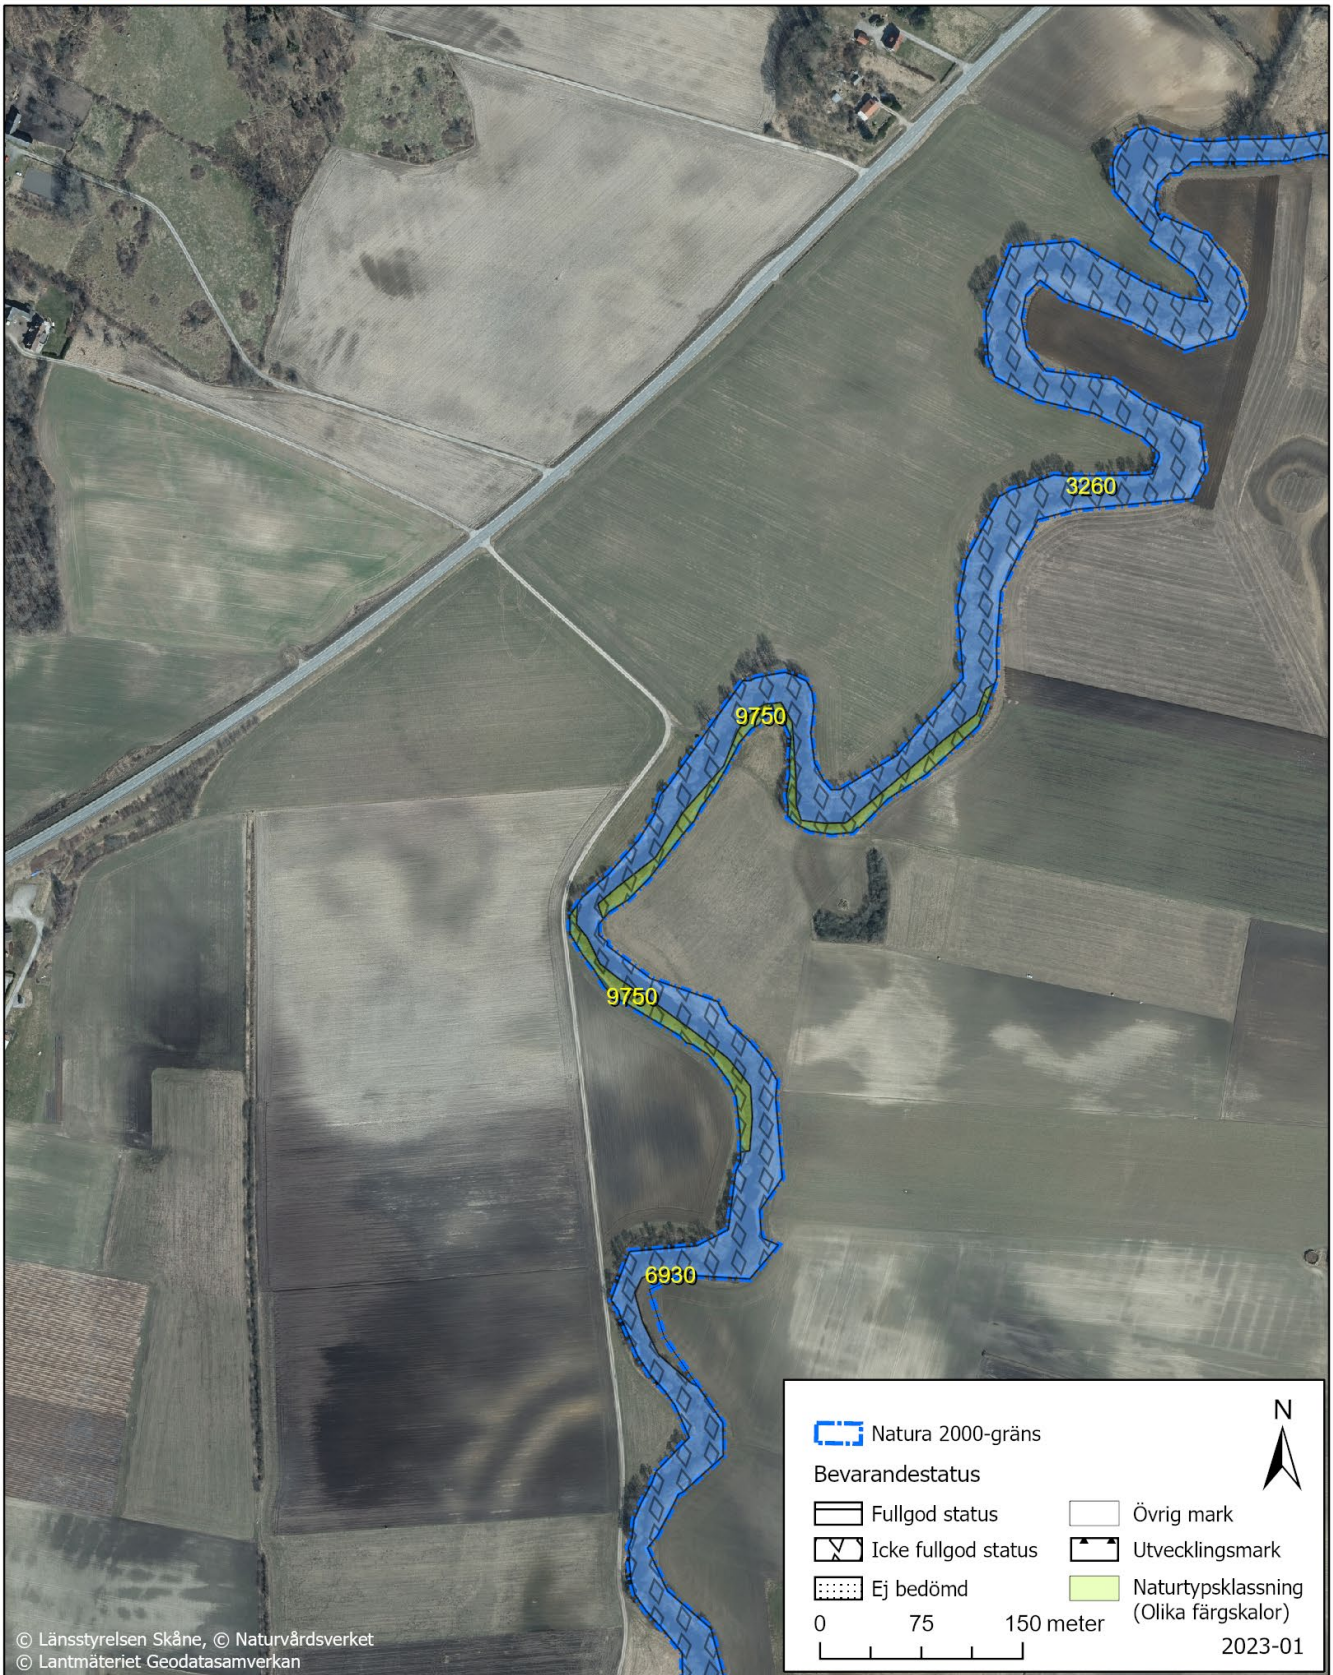 3260
9750
9750
6930
N
Natura 2000-gräns
Bevarandestatus
Fullgod status
Övrig mark
Icke fullgod status
Utvecklingsmark
Ej bedömd
Naturtypsklassning
(Olika färgskalor)
0 75 150 meter
2023-01
© Länsstyrelsen Skåne, © Naturvårdsverket
© Lantmäteriet Geodatasamverkan